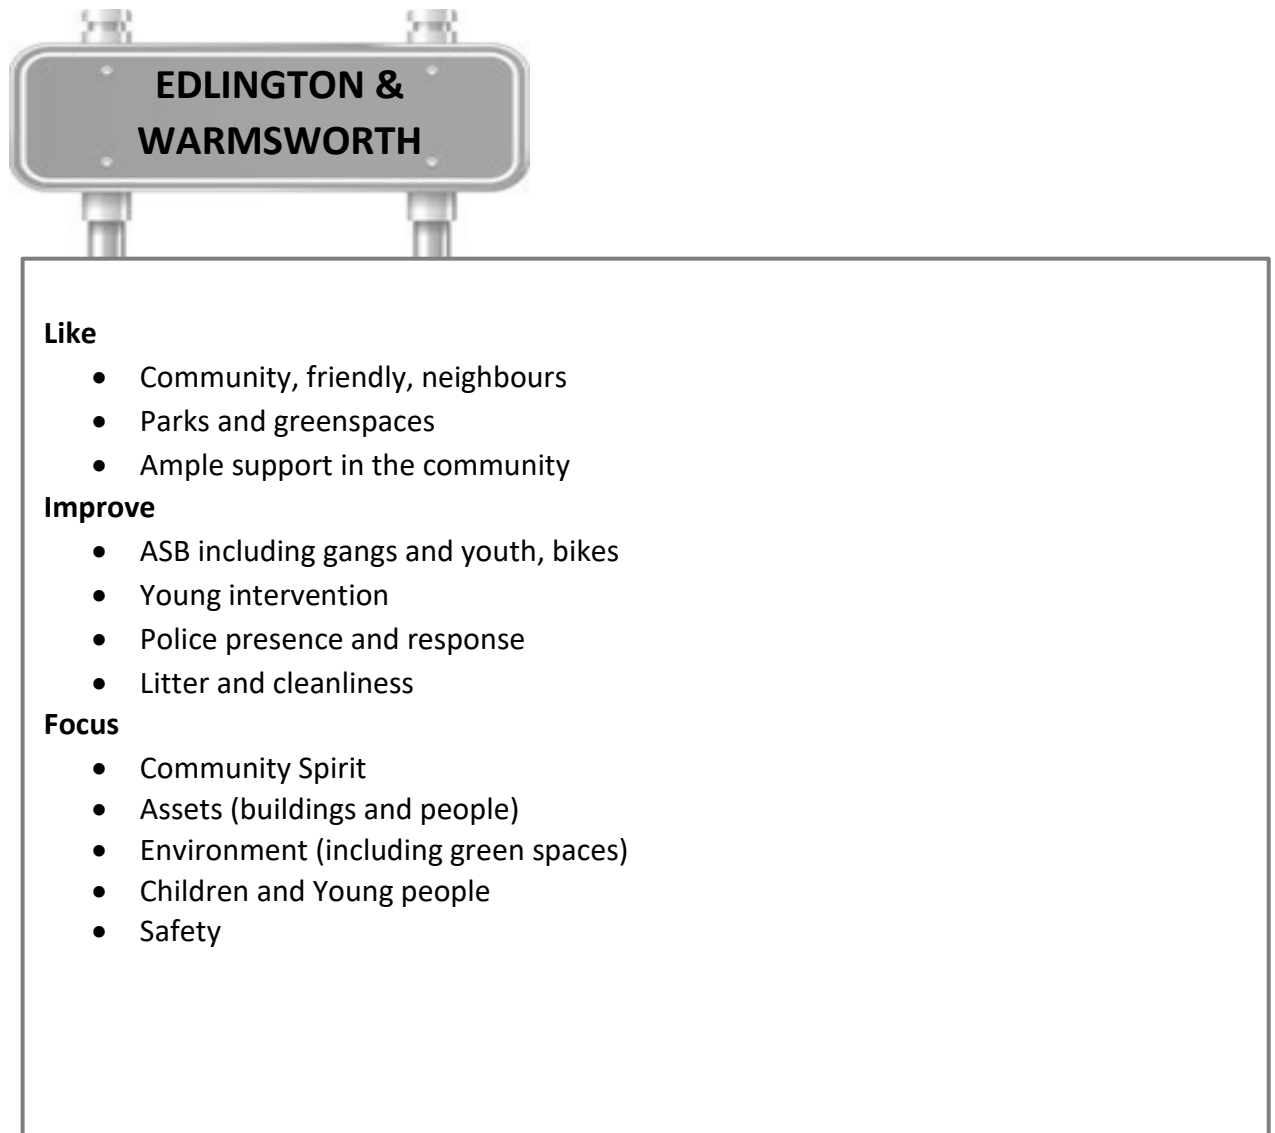 EDLINGTON &
WARMSWORTH
Like
• Community, friendly, neighbours
• Parks and greenspaces
• Ample support in the community
Improve
• ASB including gangs and youth, bikes
• Young intervention
• Police presence and response
• Litter and cleanliness
Focus
• Community Spirit
• Assets (buildings and people)
• Environment (including green spaces)
• Children and Young people
• Safety